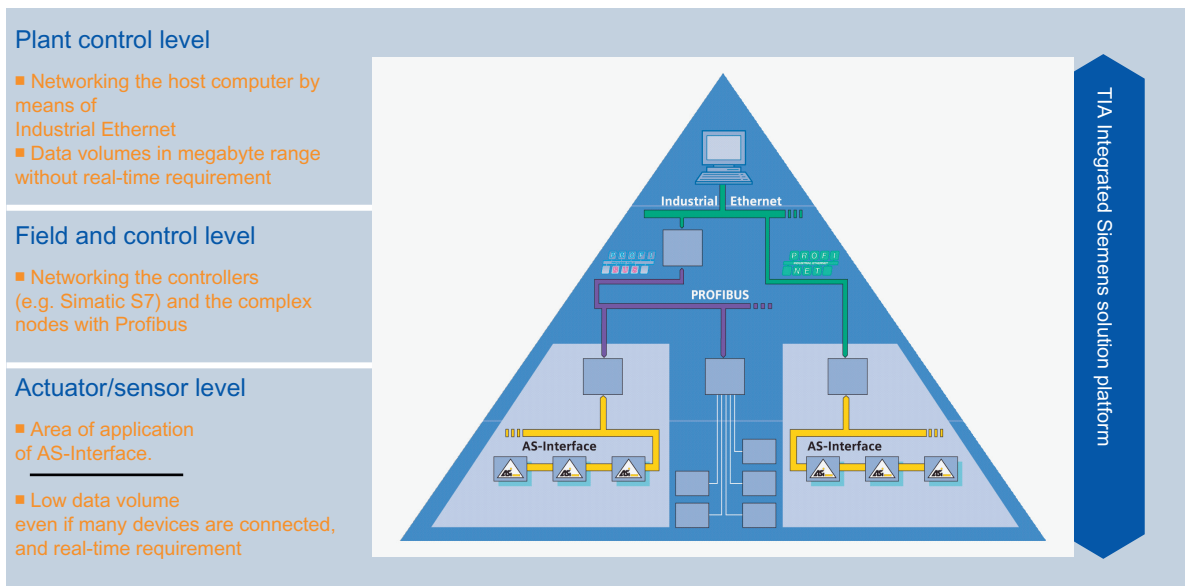 Plant control level
■ Networking the host computer by
means of
Industrial Ethernet
■ Data volumes in megabyte range
without real-time requirement
Field and control level
■ Networking the controllers
(e.g. Simatic S7) and the complex
nodes with Profibus
Actuator/sensor level
■ Area of application
of AS-Interface.
■ Low data volume
even if many devices are connected,
and real-time requirement
Industrial Ethernet
PROFI
NET
PROFIBUS
AS-Interface
AS-Interface
TIA Integrated Siemens solution platform